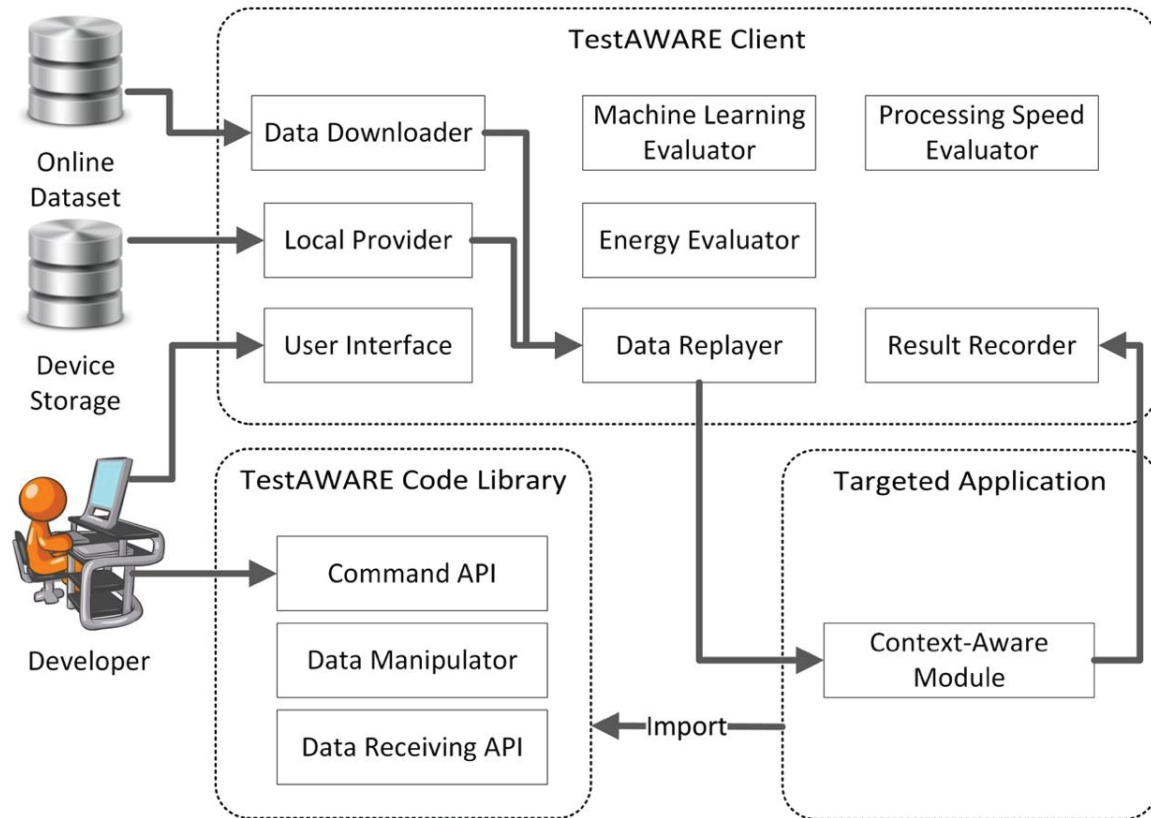 TestAWARE Client
Online
Dataset
Data Downloader
Machine Learning
Evaluator
Processing Speed
Evaluator
Device
Storage
Local Provider
Energy Evaluator
User Interface
Data Replayer
Result Recorder
Developer
TestAWARE Code Library
Command API
Data Manipulator
Data Receiving API
Import
Targeted Application
Context-Aware
Module